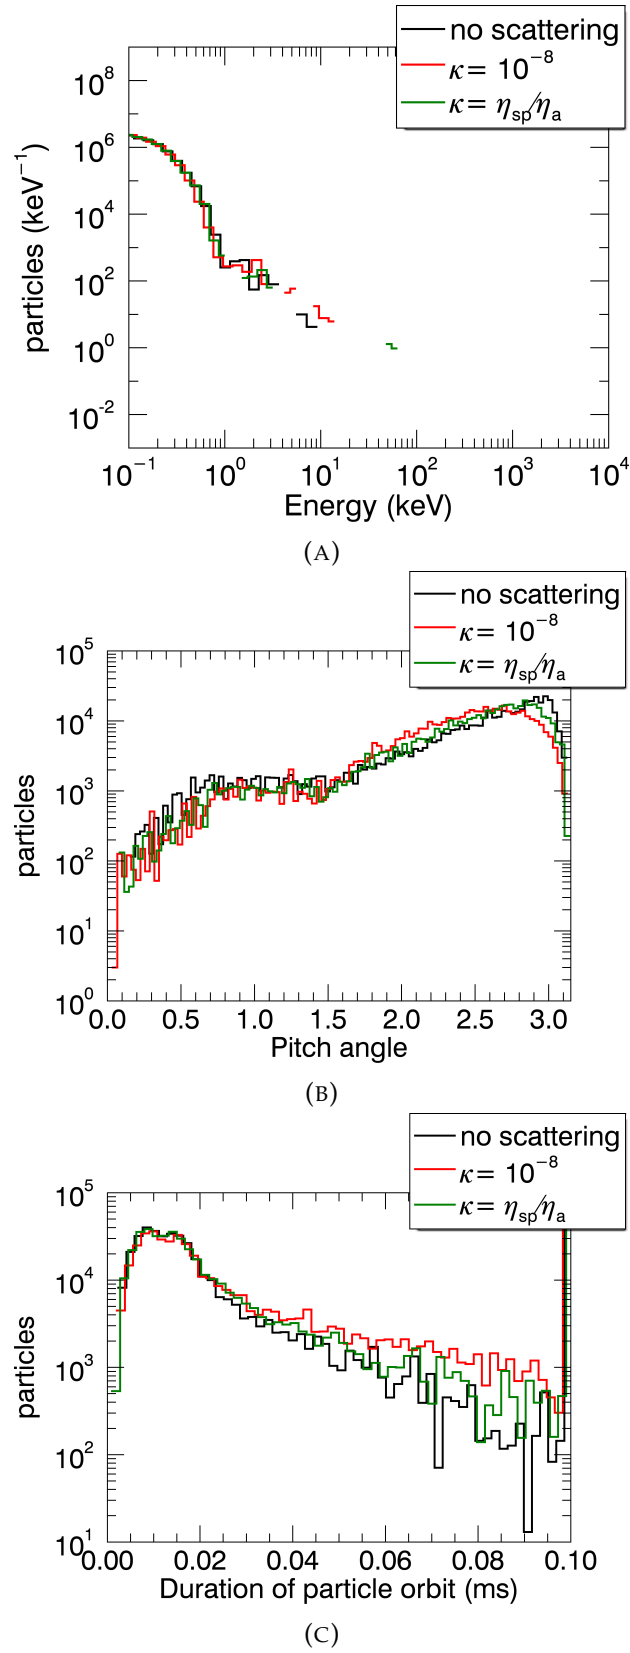 no scattering
κ = 10⁻⁸
κ = ηsp/ηa
10⁸
10⁶
10⁴
10²
10⁰
10⁻²
particles (keV⁻¹)
10⁻¹ 10⁰ 10¹ 10² 10³ 10⁴
Energy (keV)
(A)
no scattering
κ = 10⁻⁸
κ = ηsp/ηa
10⁵
10⁴
10³
10²
10¹
10⁰
particles
0.0 0.5 1.0 1.5 2.0 2.5 3.0
Pitch angle
(B)
no scattering
κ = 10⁻⁸
κ = ηsp/ηa
10⁵
10⁴
10³
10²
10¹
particles
0.00 0.02 0.04 0.06 0.08 0.10
Duration of particle orbit (ms)
(C)